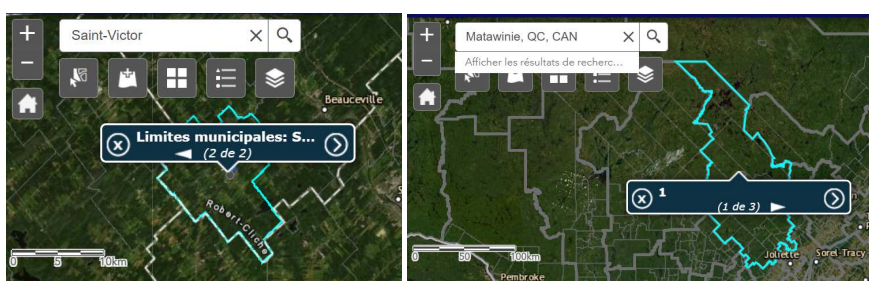 Saint-Victor
Beauceville
Limites municipales: S...
(2 de 2)
Robert-Cliche
0 5 10km
Matawinie, QC, CAN
Afficher les résultats de recherc...
1
(1 de 3)
Joliette
Sorel-Tracy
0 50 100km
Pembroke